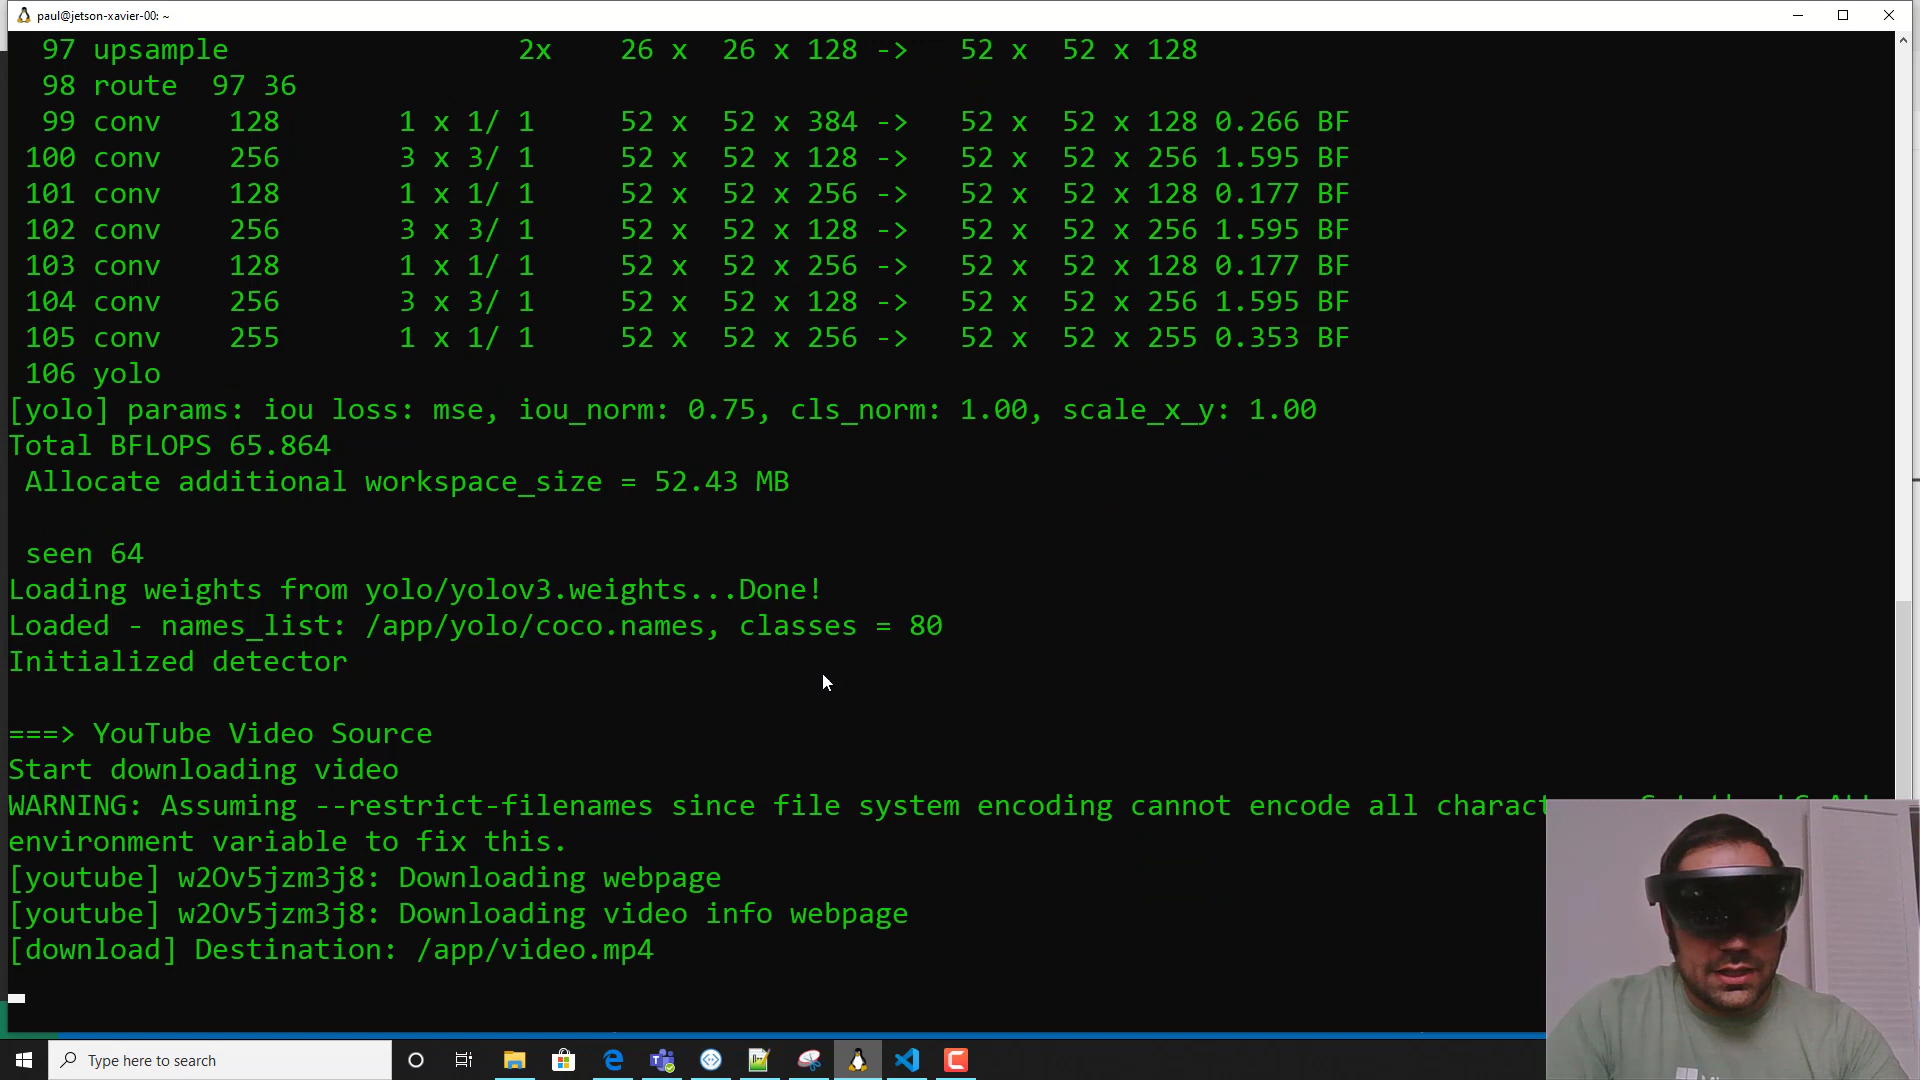 paul@jetson-xavier-00: ~
97 upsample 2x 26 x 26 x 128 -> 52 x 52 x 128
98 route 97 36
99 conv 128 1 x 1/ 1 52 x 52 x 384 -> 52 x 52 x 128 0.266 BF
100 conv 256 3 x 3/ 1 52 x 52 x 128 -> 52 x 52 x 256 1.595 BF
101 conv 128 1 x 1/ 1 52 x 52 x 256 -> 52 x 52 x 128 0.177 BF
102 conv 256 3 x 3/ 1 52 x 52 x 128 -> 52 x 52 x 256 1.595 BF
103 conv 128 1 x 1/ 1 52 x 52 x 256 -> 52 x 52 x 128 0.177 BF
104 conv 256 3 x 3/ 1 52 x 52 x 128 -> 52 x 52 x 256 1.595 BF
105 conv 255 1 x 1/ 1 52 x 52 x 256 -> 52 x 52 x 255 0.353 BF
106 yolo
[yolo] params: iou loss: mse, iou_norm: 0.75, cls_norm: 1.00, scale_x_y: 1.00
Total BFLOPS 65.864
Allocate additional workspace_size = 52.43 MB
seen 64
Loading weights from yolo/yolov3.weights...Done!
Loaded - names_list: /app/yolo/coco.names, classes = 80
Initialized detector
===> YouTube Video Source
Start downloading video
WARNING: Assuming --restrict-filenames since file system encoding cannot encode all
environment variable to fix this.
[youtube] w2Ov5jzm3j8: Downloading webpage
[youtube] w2Ov5jzm3j8: Downloading video info webpage
[download] Destination: /app/video.mp4
Type here to search